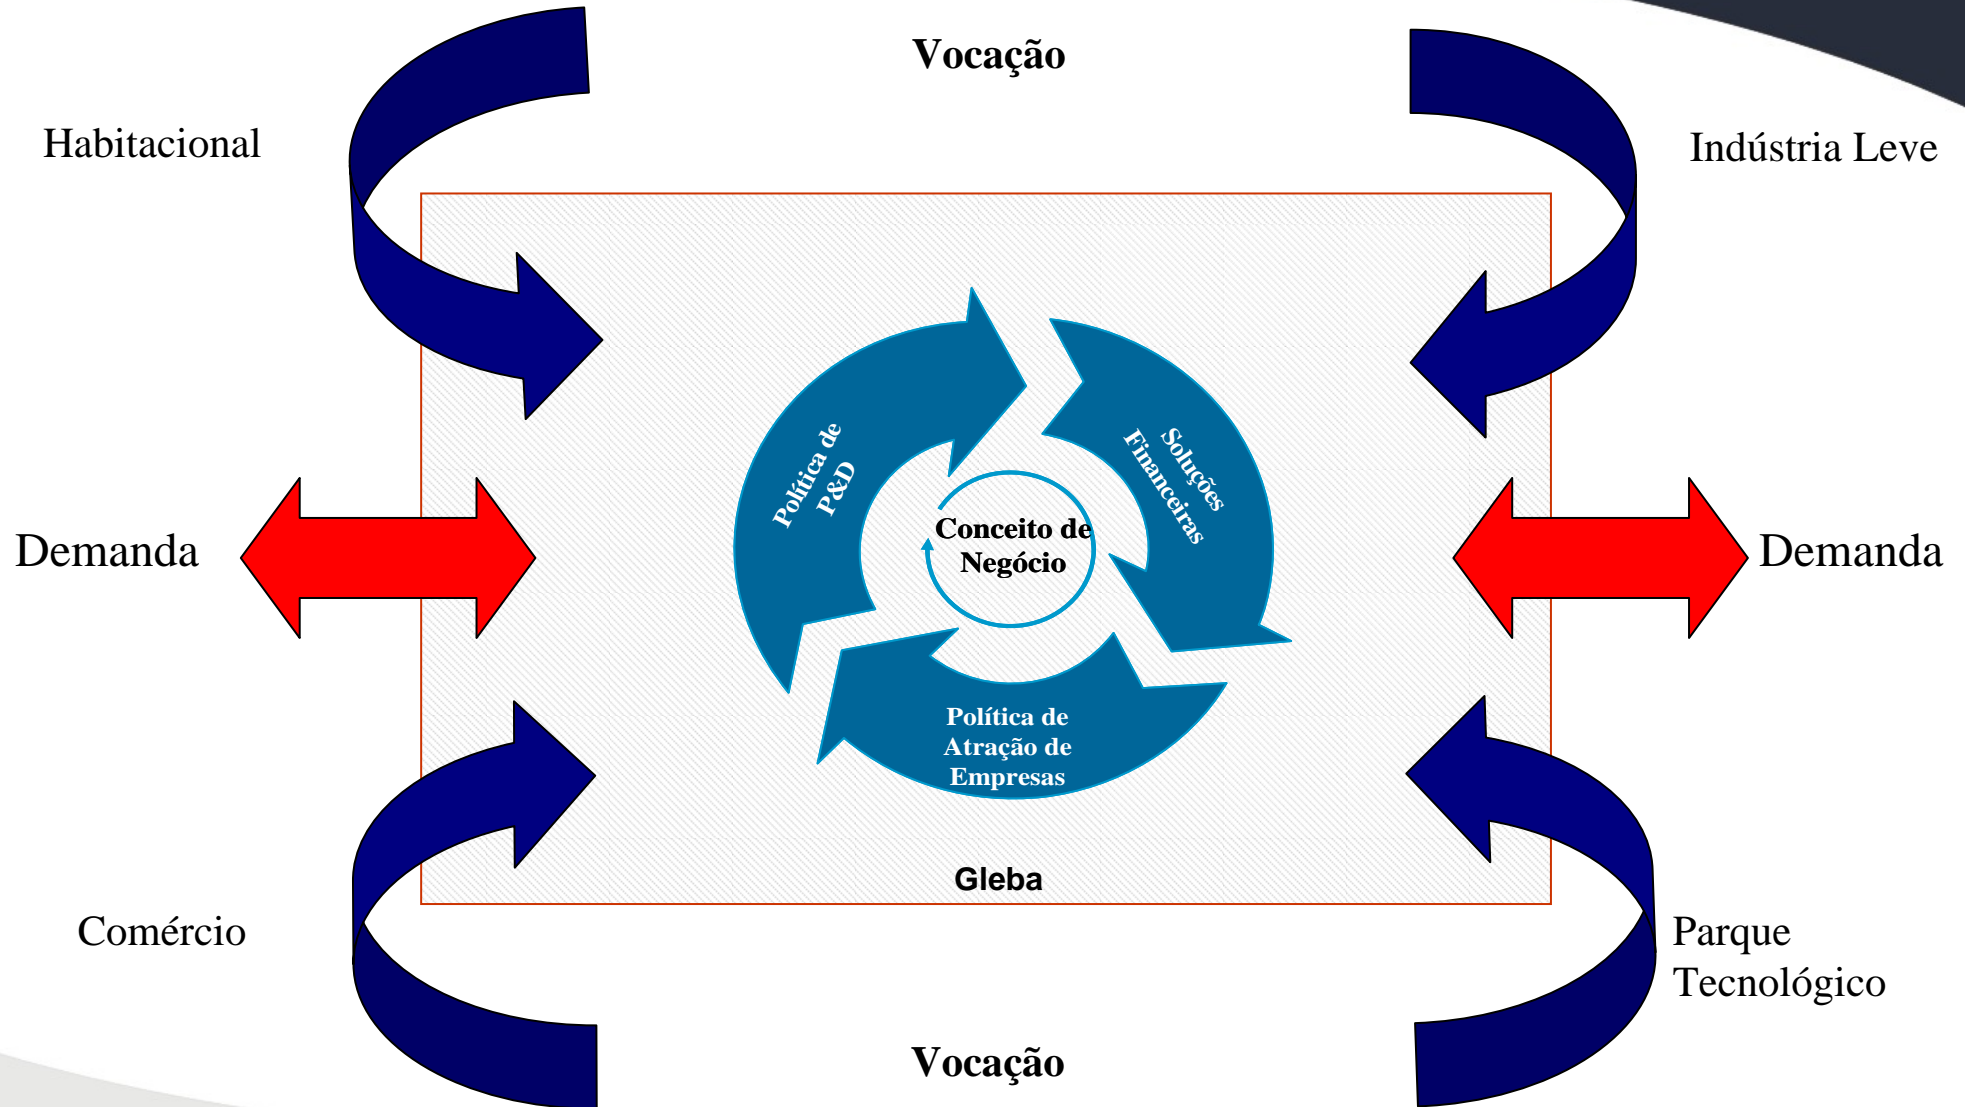 Vocação
Habitacional
Indústria Leve
Política de
P&D
Soluções
Financeiras
Conceito de
Negócio
Demanda
Demanda
Política de
Atração de
Empresas
Gleba
Comércio
Parque
Tecnológico
Vocação